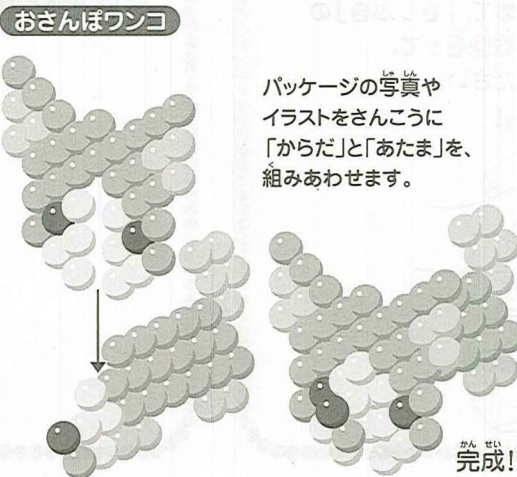 おさんぽワンコ
パッケージの写真や
イラストをさんこうに
「からだ」と「あたま」を、
組みあわせます。
完成!